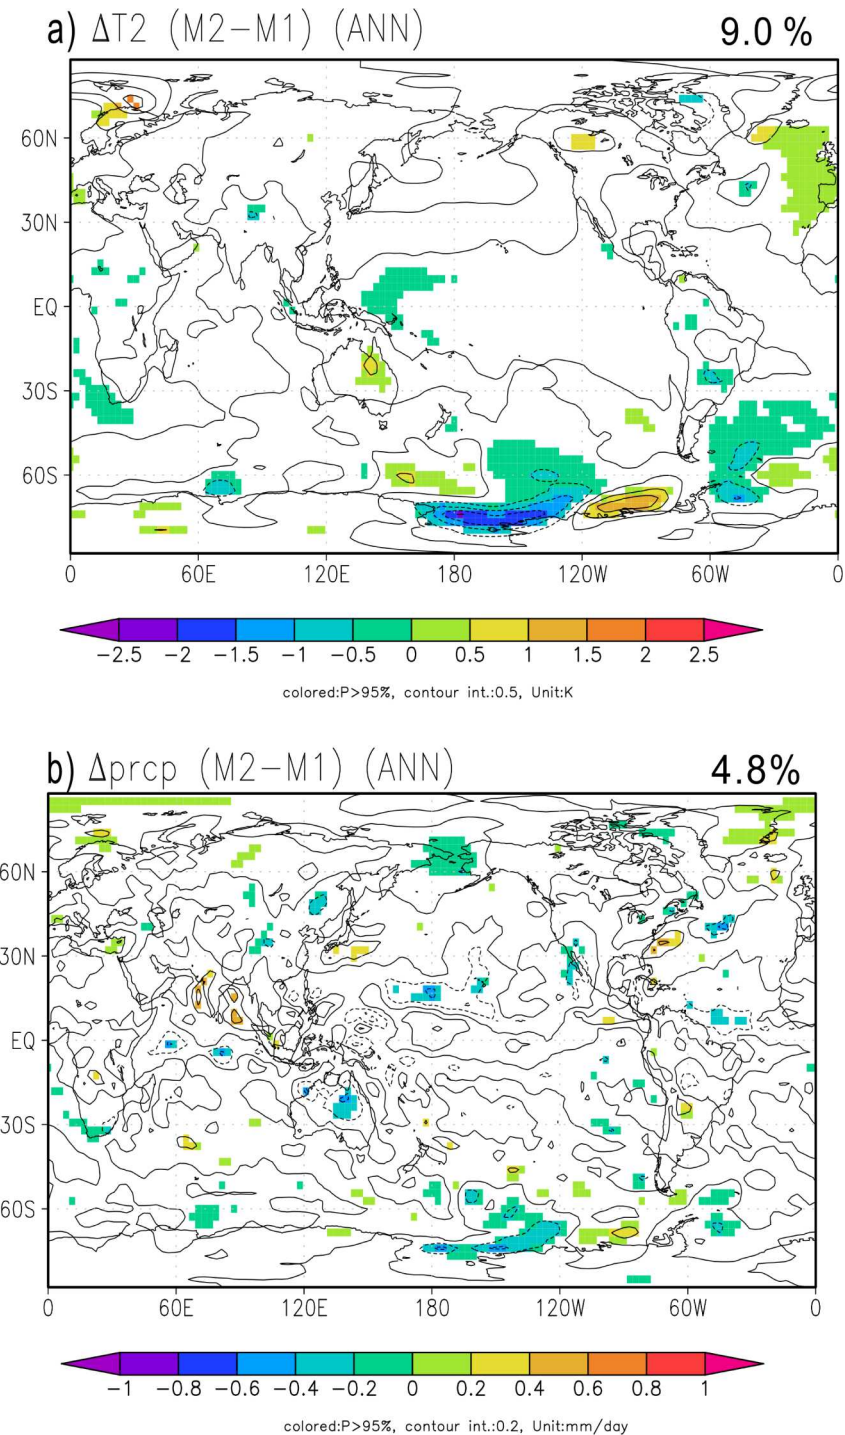 a) ΔT2 (M2−M1) (ANN) 9.0 %
60N
30N
EQ
30S
60S
0 60E 120E 180 120W 60W 0
−2.5 −2 −1.5 −1 −0.5 0 0.5 1 1.5 2 2.5
colored:P>95%, contour int.:0.5, Unit:K
b) Δprcp (M2−M1) (ANN) 4.8%
60N
30N
EQ
30S
60S
0 60E 120E 180 120W 60W 0
−1 −0.8 −0.6 −0.4 −0.2 0 0.2 0.4 0.6 0.8 1
colored:P>95%, contour int.:0.2, Unit:mm/day